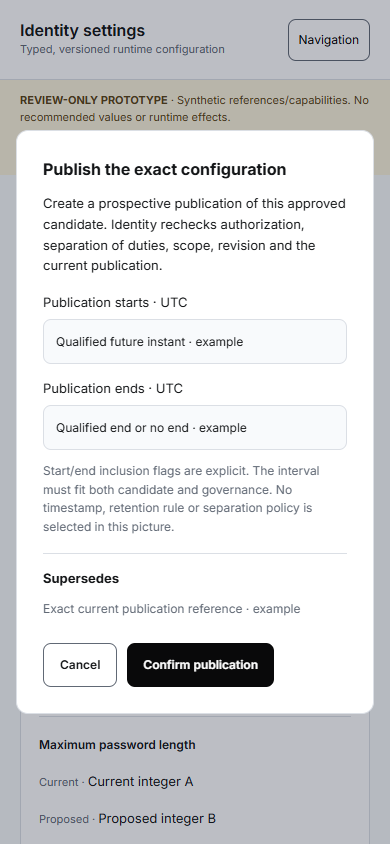 Identity settings
Typed, versioned runtime configuration
Navigation
REVIEW-ONLY PROTOTYPE · Synthetic references/capabilities. No
recommended values or runtime effects.
Publish the exact configuration
Create a prospective publication of this approved
candidate. Identity rechecks authorization,
separation of duties, scope, revision and the
current publication.
Publication starts · UTC
Qualified future instant · example
Publication ends · UTC
Qualified end or no end · example
Start/end inclusion flags are explicit. The interval
must fit both candidate and governance. No
timestamp, retention rule or separation policy is
selected in this picture.
Supersedes
Exact current publication reference · example
Cancel
Confirm publication
Maximum password length
Current · Current integer A
Proposed · Proposed integer B